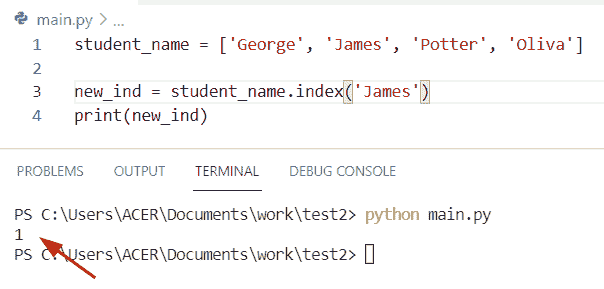 main.py > ...
1 student_name = ['George', 'James', 'Potter', 'Oliva']
2
3 new_ind = student_name.index('James')
4 print(new_ind)
PROBLEMS OUTPUT TERMINAL DEBUG CONSOLE
PS C:\Users\ACER\Documents\work\test2> python main.py
1
PS C:\Users\ACER\Documents\work\test2>